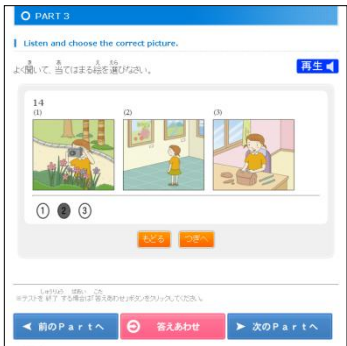 PART 3
Listen and choose the correct picture.
よく聞いて、当てはまる絵を選びなさい。
再生
14
(1) (2) (3)
1 2 3
もどる つぎへ
※テストを終了する場合は「答えあわせ」ボタンをクリックしてください。
前のPartへ 答えあわせ 次のPartへ